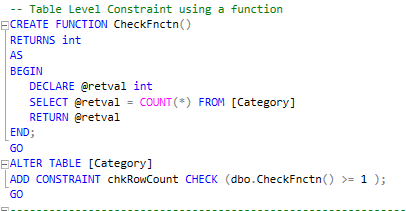 -- Table Level Constraint using a function
CREATE FUNCTION CheckFnctn()
RETURNS int
AS
BEGIN
DECLARE @retval int
SELECT @retval = COUNT(*) FROM [Category]
RETURN @retval
END;
GO
ALTER TABLE [Category]
ADD CONSTRAINT chkRowCount CHECK (dbo.CheckFnctn() >= 1 );
GO